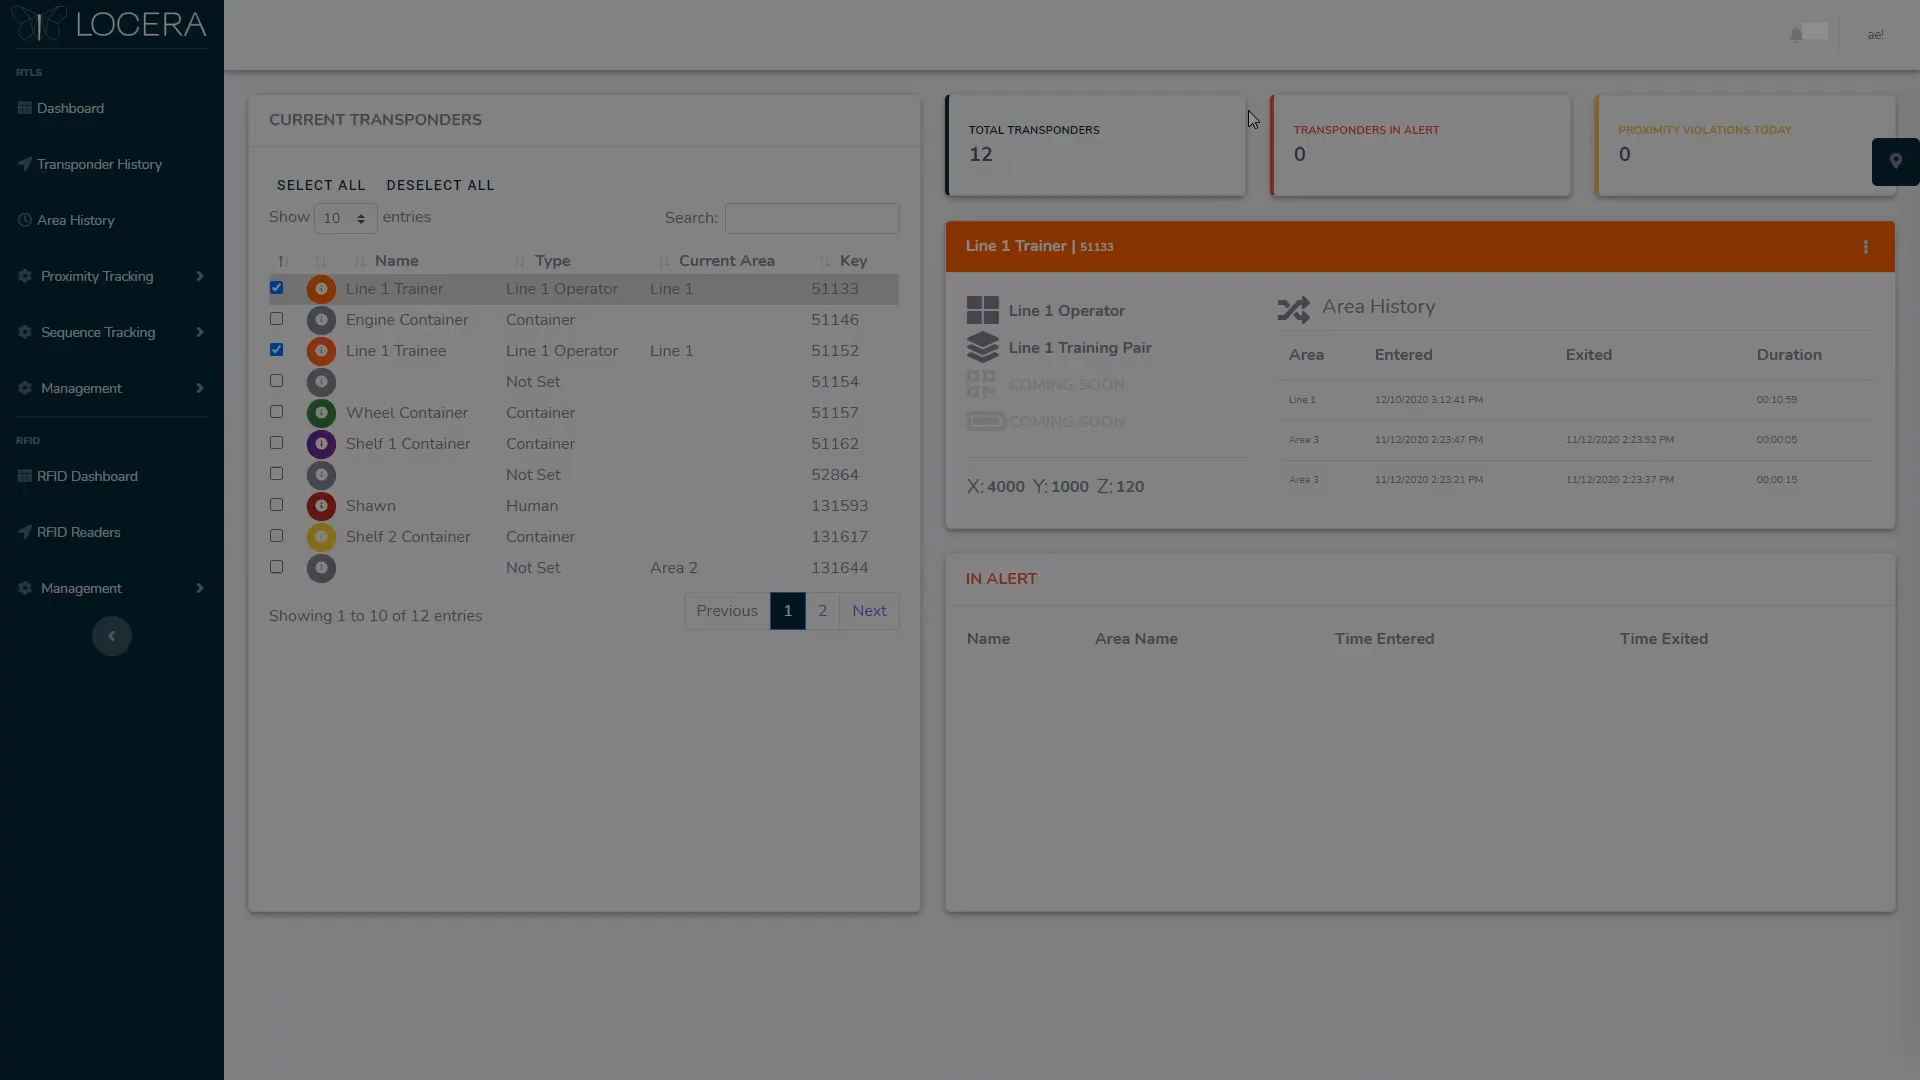 LOCERA
RTLS
Dashboard
Transponder History
Area History
Proximity Tracking
Sequence Tracking
Management
RFID
RFID Dashboard
RFID Readers
Management
ae!
CURRENT TRANSPONDERS
SELECT ALL DESELECT ALL
Show 10 entries Search:
Name Type Current Area Key
Line 1 Trainer Line 1 Operator Line 1 51133
Engine Container Container 51146
Line 1 Trainee Line 1 Operator Line 1 51152
Not Set 51154
Wheel Container Container 51157
Shelf 1 Container Container 51162
Not Set 52864
Shawn Human 131593
Shelf 2 Container Container 131617
Not Set Area 2 131644
Showing 1 to 10 of 12 entries
Previous 1 2 Next
TOTAL TRANSPONDERS
12
TRANSPONDERS IN ALERT
0
PROXIMITY VIOLATIONS TODAY
0
Line 1 Trainer | 51133
Line 1 Operator
Line 1 Training Pair
COMING SOON
COMING SOON
X: 4000 Y: 1000 Z: 120
Area History
Area Entered Exited Duration
Line 1 12/10/2020 3:12:41 PM 00:10:59
Area 3 11/12/2020 2:23:47 PM 11/12/2020 2:23:52 PM 00:00:05
Area 3 11/12/2020 2:23:21 PM 11/12/2020 2:23:37 PM 00:00:15
IN ALERT
Name Area Name Time Entered Time Exited